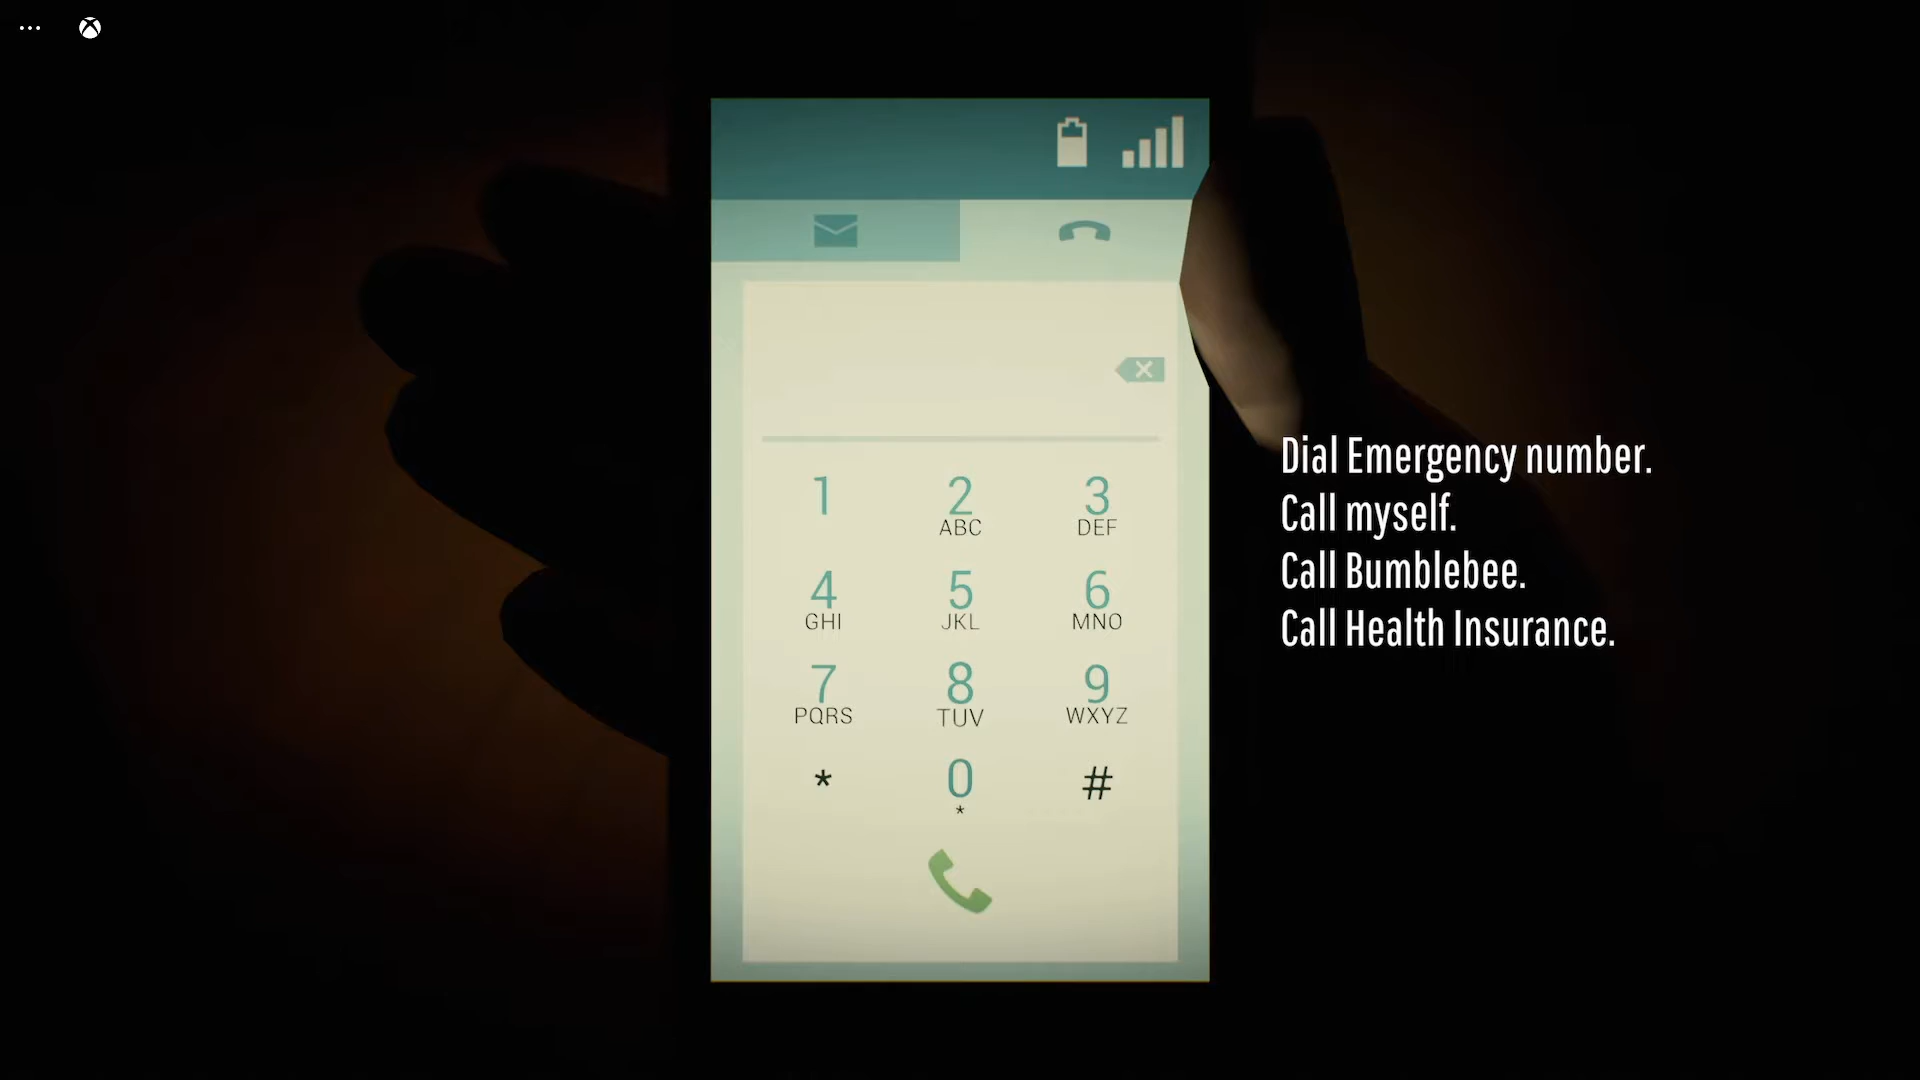 1
2
3
ABC
DEF
4
5
6
GHI
JKL
MNO
7
8
9
PQRS
TUV
WXYZ
*
0
#
*
Dial Emergency number.
Call myself.
Call Bumblebee.
Call Health Insurance.